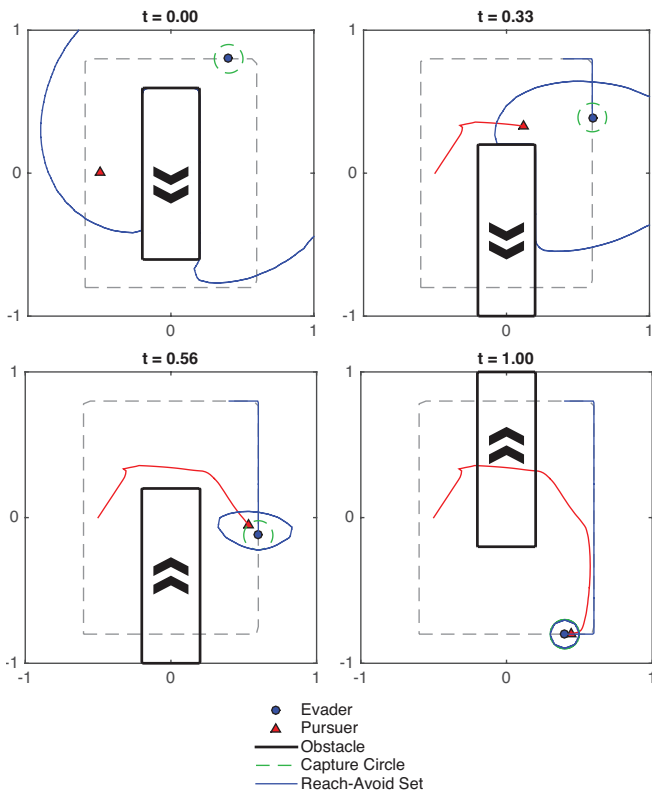 t = 0.00
t = 0.33
1
0
-1
0
1
1
0
-1
0
1
t = 0.56
t = 1.00
1
0
-1
-1
0
1
1
0
-1
-1
0
1
Evader
Pursuer
Obstacle
Capture Circle
Reach-Avoid Set